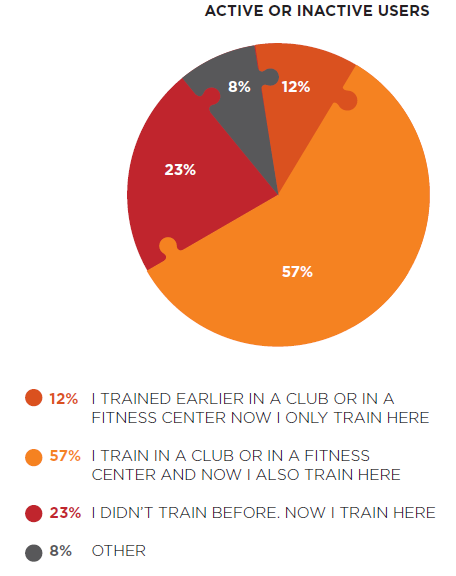 ACTIVE OR INACTIVE USERS
8%
12%
23%
57%
12% I TRAINED EARLIER IN A CLUB OR IN A
FITNESS CENTER NOW I ONLY TRAIN HERE
57% I TRAIN IN A CLUB OR IN A FITNESS
CENTER AND NOW I ALSO TRAIN HERE
23% I DIDN'T TRAIN BEFORE. NOW I TRAIN HERE
8% OTHER